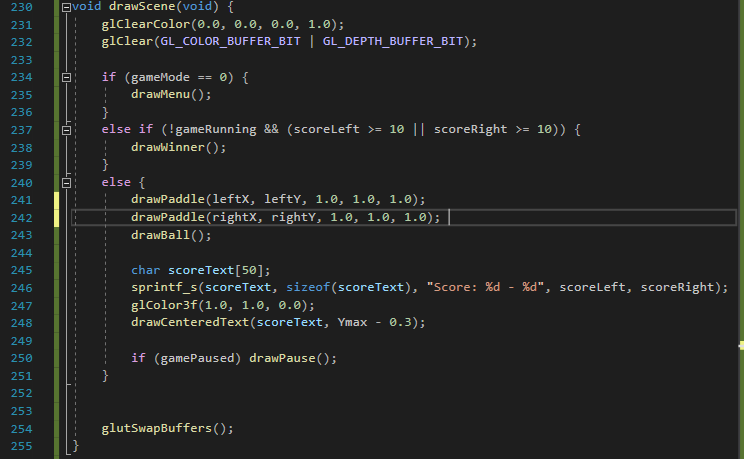 230 void drawScene(void) {
231 glClearColor(0.0, 0.0, 0.0, 1.0);
232 glClear(GL_COLOR_BUFFER_BIT | GL_DEPTH_BUFFER_BIT);
233
234 if (gameMode == 0) {
235 drawMenu();
236 }
237 else if (!gameRunning && (scoreLeft >= 10 || scoreRight >= 10)) {
238 drawWinner();
239 }
240 else {
241 drawPaddle(leftX, leftY, 1.0, 1.0, 1.0);
242 drawPaddle(rightX, rightY, 1.0, 1.0, 1.0);
243 drawBall();
244
245 char scoreText[50];
246 sprintf_s(scoreText, sizeof(scoreText), "Score: %d - %d", scoreLeft, scoreRight);
247 glColor3f(1.0, 1.0, 0.0);
248 drawCenteredText(scoreText, Ymax - 0.3);
249
250 if (gamePaused) drawPause();
251 }
252
253
254 glutSwapBuffers();
255 }